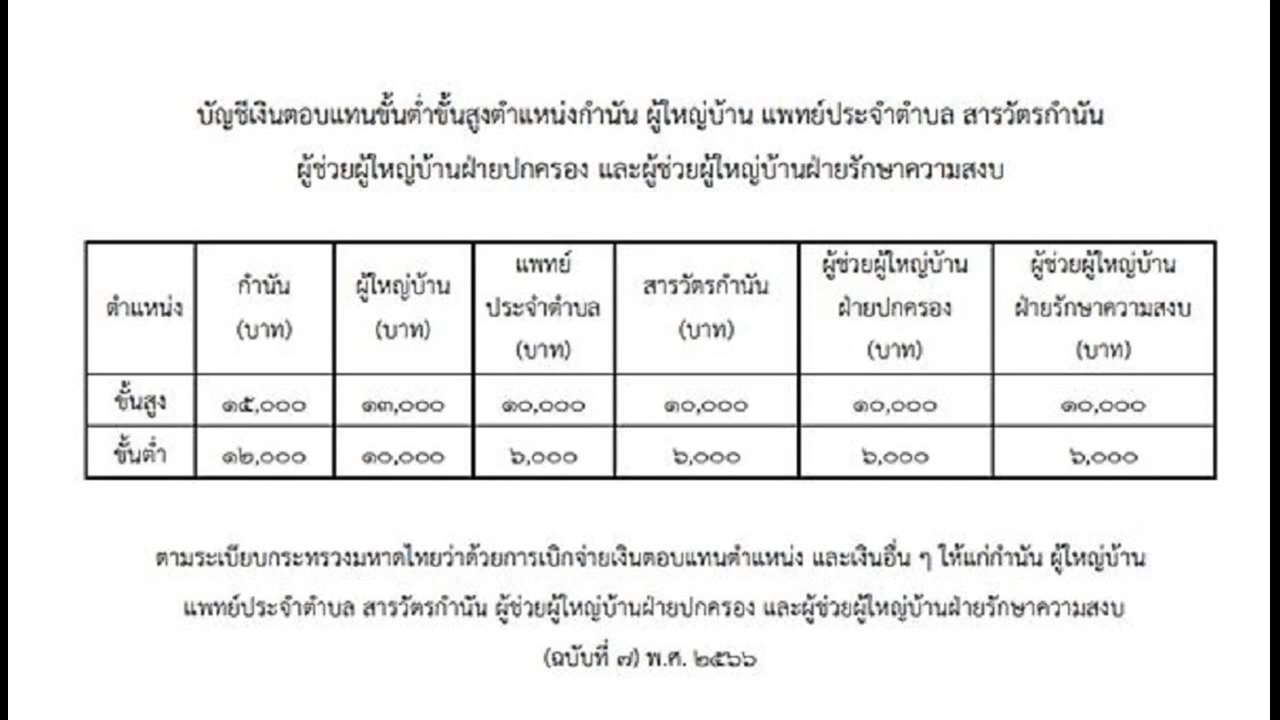 บัญชีเงินตอบแทนขั้นต่ำขั้นสูงตำแหน่งกำนัน ผู้ใหญ่บ้าน แพทย์ประจำตำบล สารวัตรกำนัน
ผู้ช่วยผู้ใหญ่บ้านฝ่ายปกครอง และผู้ช่วยผู้ใหญ่บ้านฝ่ายรักษาความสงบ
ตำแหน่ง กำนัน (บาท) ผู้ใหญ่บ้าน (บาท) แพทย์ประจำตำบล (บาท) สารวัตรกำนัน (บาท) ผู้ช่วยผู้ใหญ่บ้านฝ่ายปกครอง (บาท) ผู้ช่วยผู้ใหญ่บ้านฝ่ายรักษาความสงบ (บาท)
ขั้นสูง ๑๕,๐๐๐ ๑๓,๐๐๐ ๑๐,๐๐๐ ๑๐,๐๐๐ ๑๐,๐๐๐ ๑๐,๐๐๐
ขั้นต่ำ ๑๒,๐๐๐ ๑๐,๐๐๐ ๖,๐๐๐ ๖,๐๐๐ ๖,๐๐๐ ๖,๐๐๐
ตามระเบียบกระทรวงมหาดไทยว่าด้วยการเบิกจ่ายเงินตอบแทนตำแหน่ง และเงินอื่น ๆ ให้แก่กำนัน ผู้ใหญ่บ้าน
แพทย์ประจำตำบล สารวัตรกำนัน ผู้ช่วยผู้ใหญ่บ้านฝ่ายปกครอง และผู้ช่วยผู้ใหญ่บ้านฝ่ายรักษาความสงบ
(ฉบับที่ ๗) พ.ศ. ๒๕๖๖